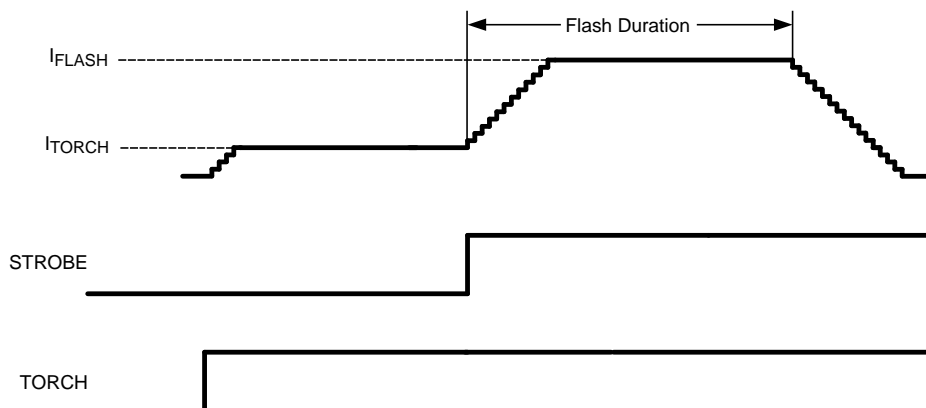 Flash Duration
IFLASH
ITORCH
STROBE
TORCH